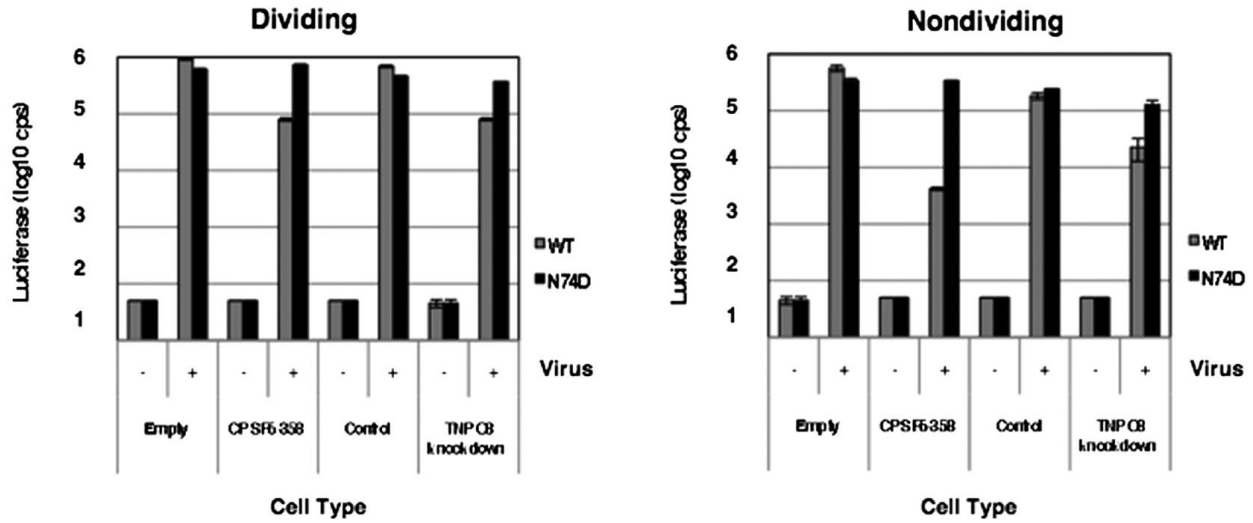 Dividing
Luciferase (log10 cps)
6
5
4
3
2
1
WT
N74D
- + - + - + - + Virus
Empty CPSF6-358 Control TNPO3
knockdown
Cell Type
Nondividing
Luciferase (log10 cps)
6
5
4
3
2
1
WT
N74D
- + - + - + - + Virus
Empty CPSF6-358 Control TNPO3
knockdown
Cell Type